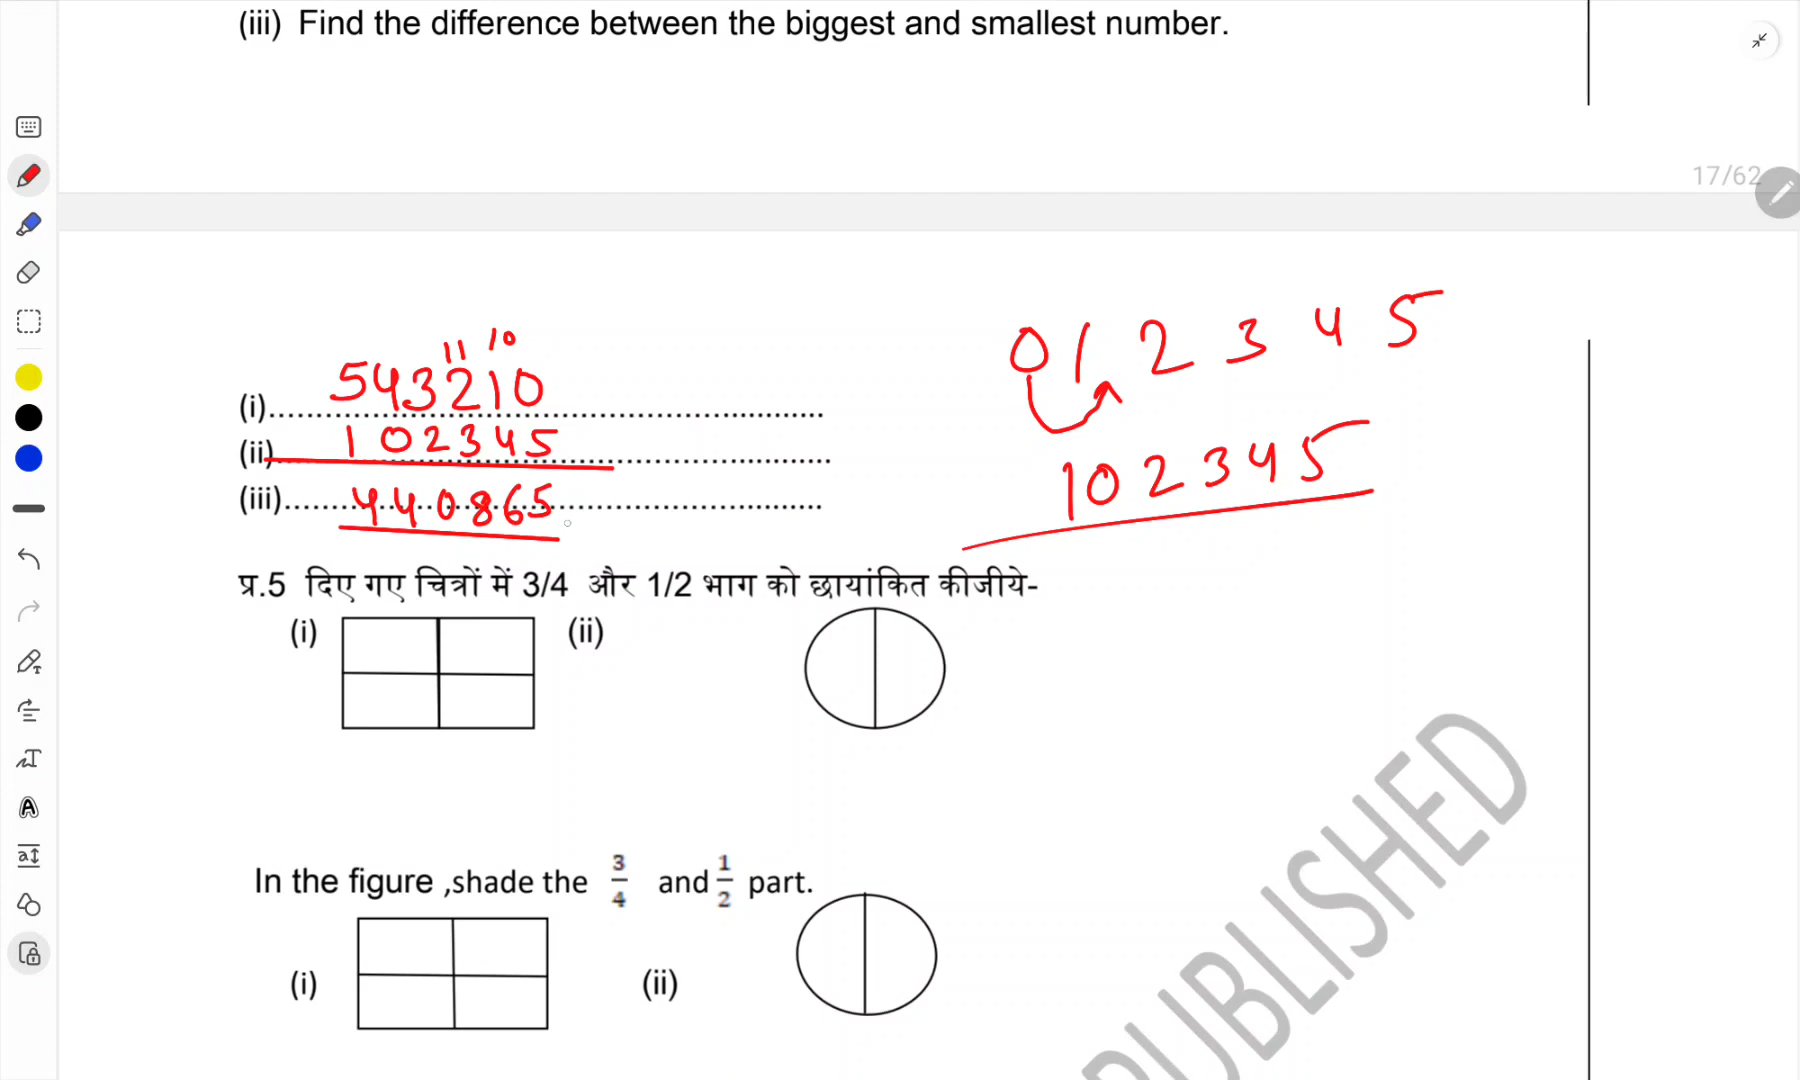 (iii) Find the difference between the biggest and smallest number.
17/62
0 1 2 3 4 5
11 10
(i) 543210
(ii) 102345
102345
(iii) 440865
प्र.5 दिए गए चित्रों में 3/4 और 1/2 भाग को छायांकित कीजीये-
(i) (ii)
In the figure ,shade the 3/4 and 1/2 part.
(i) (ii)
PUBLISHED